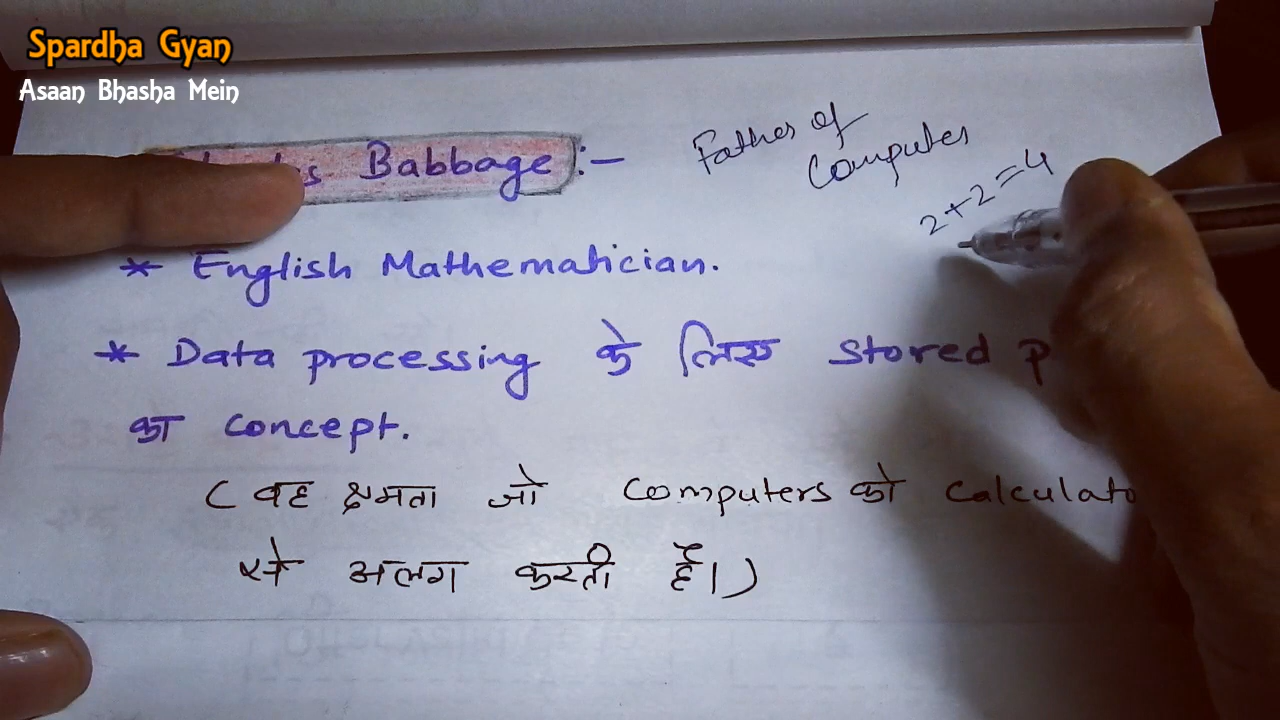 Spardha Gyan
Asaan Bhasha Mein
Babbage :-
Father of
Computer
2+2=4
* English Mathematician.
* Data processing के लिए stored
का concept.
( वह क्षमता जो computers को
से अलग करती है।)